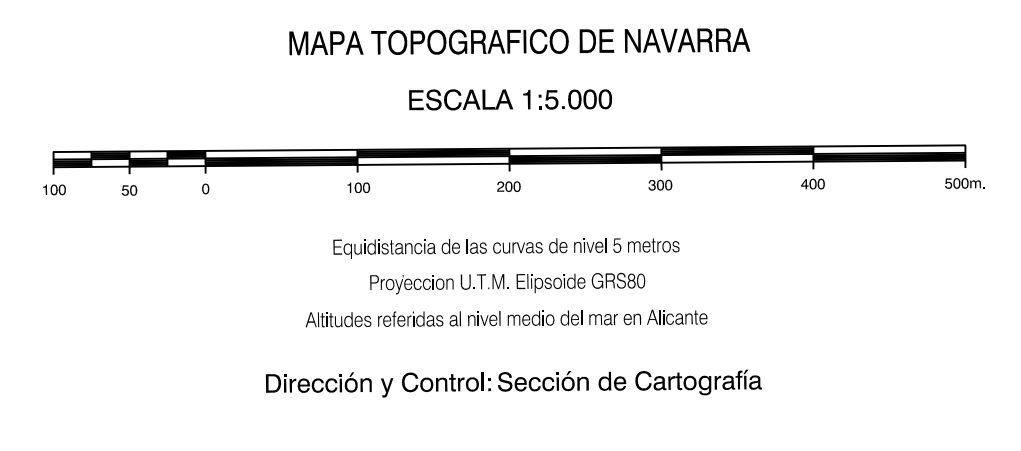 MAPA TOPOGRAFICO DE NAVARRA
ESCALA 1:5.000
100 50 0 100 200 300 400 500m.
Equidistancia de las curvas de nivel 5 metros
Proyeccion U.T.M. Elipsoide GRS80
Altitudes referidas al nivel medio del mar en Alicante
Dirección y Control: Sección de Cartografía